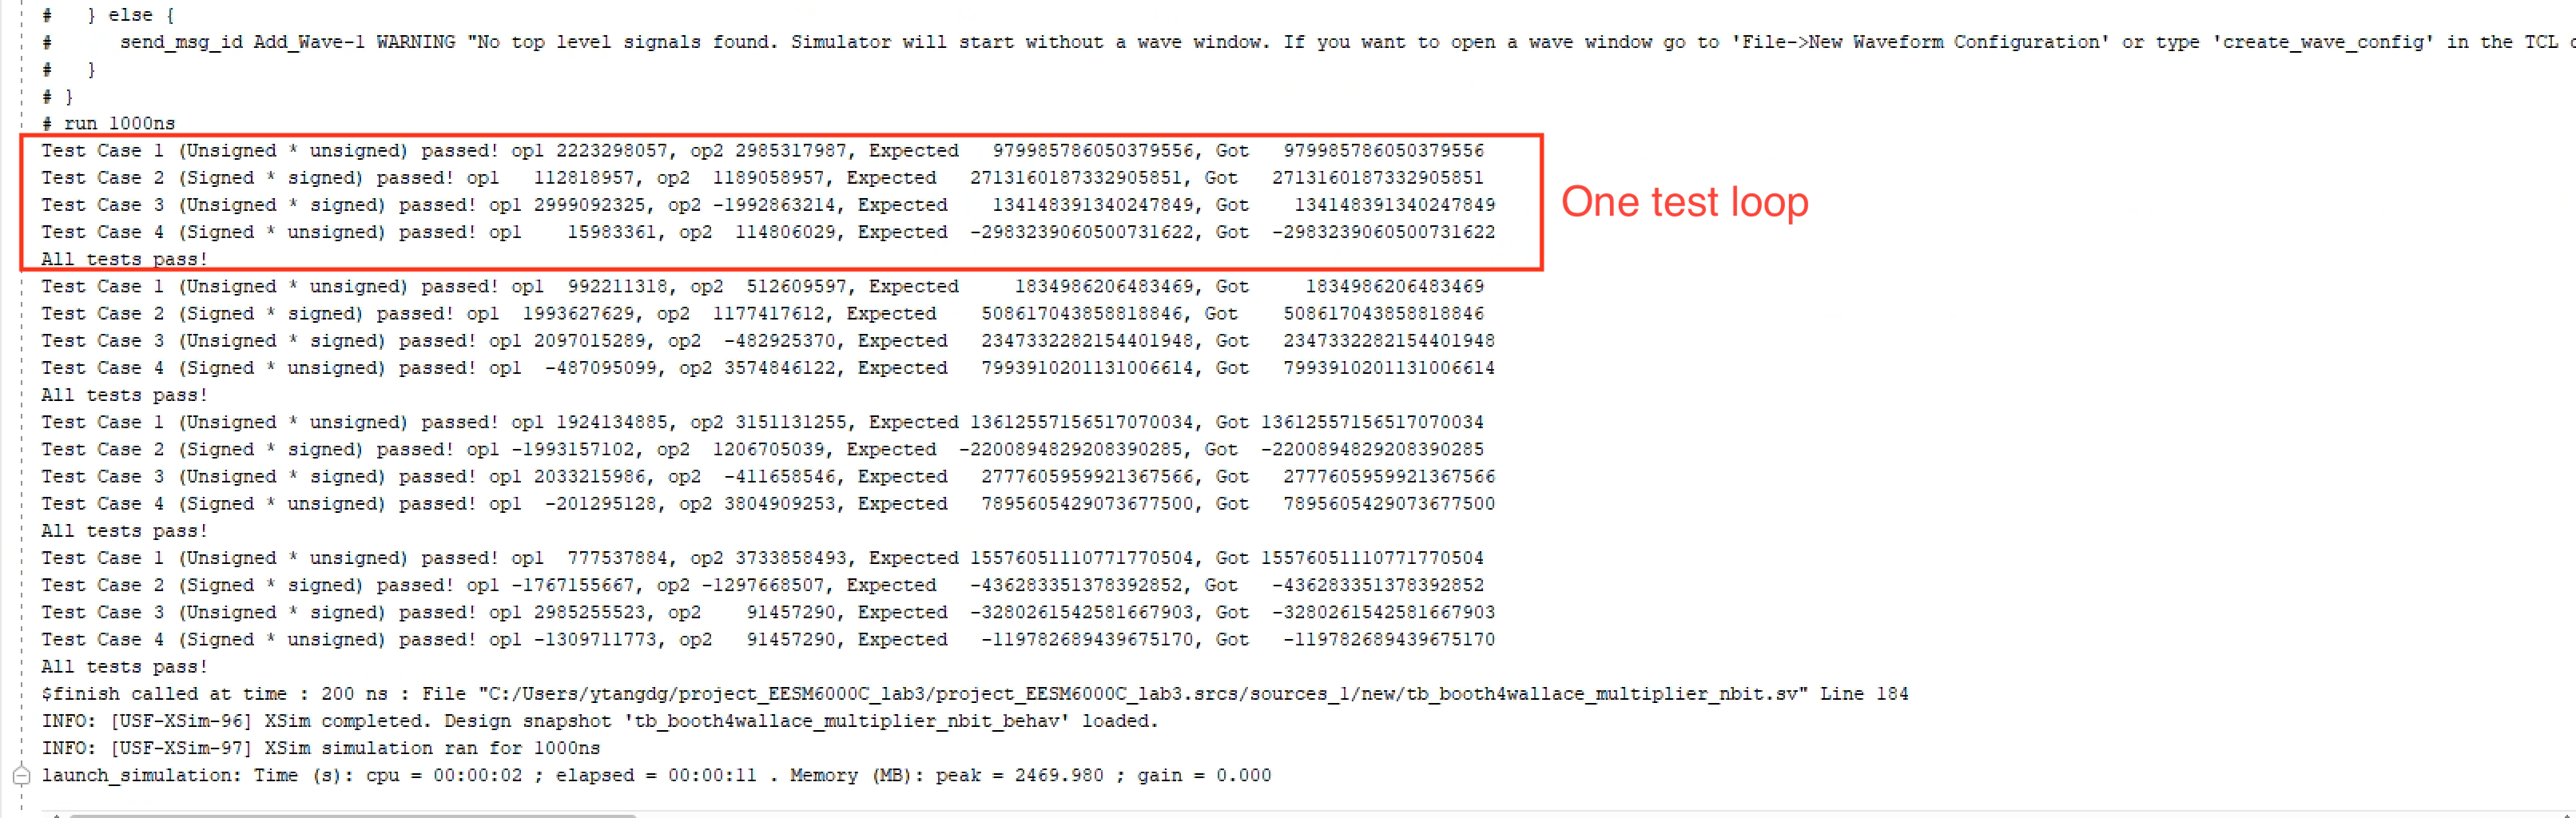 #   } else {
#      send_msg_id Add_Wave-1 WARNING "No top level signals found. Simulator will start without a wave window. If you want to open a wave window go to 'File->New Waveform Configuration' or type 'create_wave_config' in the TCL
#   }
# }
# run 1000ns
Test Case 1 (Unsigned * unsigned) passed! op1 2223298057, op2 2985317987, Expected   979985786050379556, Got   979985786050379556
Test Case 2 (Signed * signed) passed! op1   112818957, op2  1189058957, Expected   2713160187332905851, Got   2713160187332905851
Test Case 3 (Unsigned * signed) passed! op1 2999092325, op2 -1992863214, Expected    134148391340247849, Got    134148391340247849
One test loop
Test Case 4 (Signed * unsigned) passed! op1    15983361, op2  114806029, Expected  -2983239060500731622, Got  -2983239060500731622
All tests pass!
Test Case 1 (Unsigned * unsigned) passed! op1  992211318, op2  512609597, Expected     1834986206483469, Got     1834986206483469
Test Case 2 (Signed * signed) passed! op1  1993627629, op2  1177417612, Expected    508617043858818846, Got    508617043858818846
Test Case 3 (Unsigned * signed) passed! op1 2097015289, op2  -482925370, Expected   2347332282154401948, Got   2347332282154401948
Test Case 4 (Signed * unsigned) passed! op1  -487095099, op2 3574846122, Expected   7993910201131006614, Got   7993910201131006614
All tests pass!
Test Case 1 (Unsigned * unsigned) passed! op1 1924134885, op2 3151131255, Expected 13612557156517070034, Got 13612557156517070034
Test Case 2 (Signed * signed) passed! op1 -1993157102, op2  1206705039, Expected  -2200894829208390285, Got  -2200894829208390285
Test Case 3 (Unsigned * signed) passed! op1 2033215986, op2  -411658546, Expected   2777605959921367566, Got   2777605959921367566
Test Case 4 (Signed * unsigned) passed! op1  -201295128, op2 3804909253, Expected   7895605429073677500, Got   7895605429073677500
All tests pass!
Test Case 1 (Unsigned * unsigned) passed! op1  777537884, op2 3733858493, Expected 15576051110771770504, Got 15576051110771770504
Test Case 2 (Signed * signed) passed! op1 -1767155667, op2 -1297668507, Expected   -436283351378392852, Got   -436283351378392852
Test Case 3 (Unsigned * signed) passed! op1 2985255523, op2    91457290, Expected  -3280261542581667903, Got  -3280261542581667903
Test Case 4 (Signed * unsigned) passed! op1 -1309711773, op2   91457290, Expected   -119782689439675170, Got   -119782689439675170
All tests pass!
$finish called at time : 200 ns : File "C:/Users/ytangdg/project_EESM6000C_lab3/project_EESM6000C_lab3.srcs/sources_1/new/tb_booth4wallace_multiplier_nbit.sv" Line 184
INFO: [USF-XSim-96] XSim completed. Design snapshot 'tb_booth4wallace_multiplier_nbit_behav' loaded.
INFO: [USF-XSim-97] XSim simulation ran for 1000ns
launch_simulation: Time (s): cpu = 00:00:02 ; elapsed = 00:00:11 . Memory (MB): peak = 2469.980 ; gain = 0.000